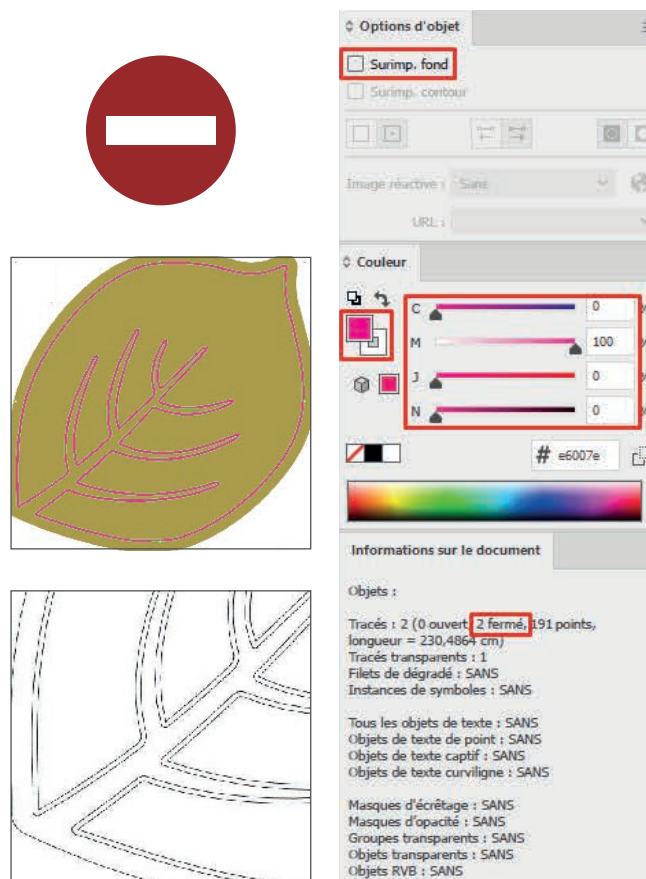 Options d'objet
Surimp. fond
Surimp. contour
Image réactive : Sans
URL :
Couleur
C 0
M 100
J 0
N 0
# e6007e
Informations sur le document
Objets :
Tracés : 2 (0 ouvert, 2 fermé, 191 points,
longueur = 230,4864 cm)
Tracés transparents : 1
Filets de dégradé : SANS
Instances de symboles : SANS
Tous les objets de texte : SANS
Objets de texte de point : SANS
Objets de texte captif : SANS
Objets de texte curviligne : SANS
Masques d'écrêtage : SANS
Masques d'opacité : SANS
Groupes transparents : SANS
Objets transparents : SANS
Objets RVB : SANS